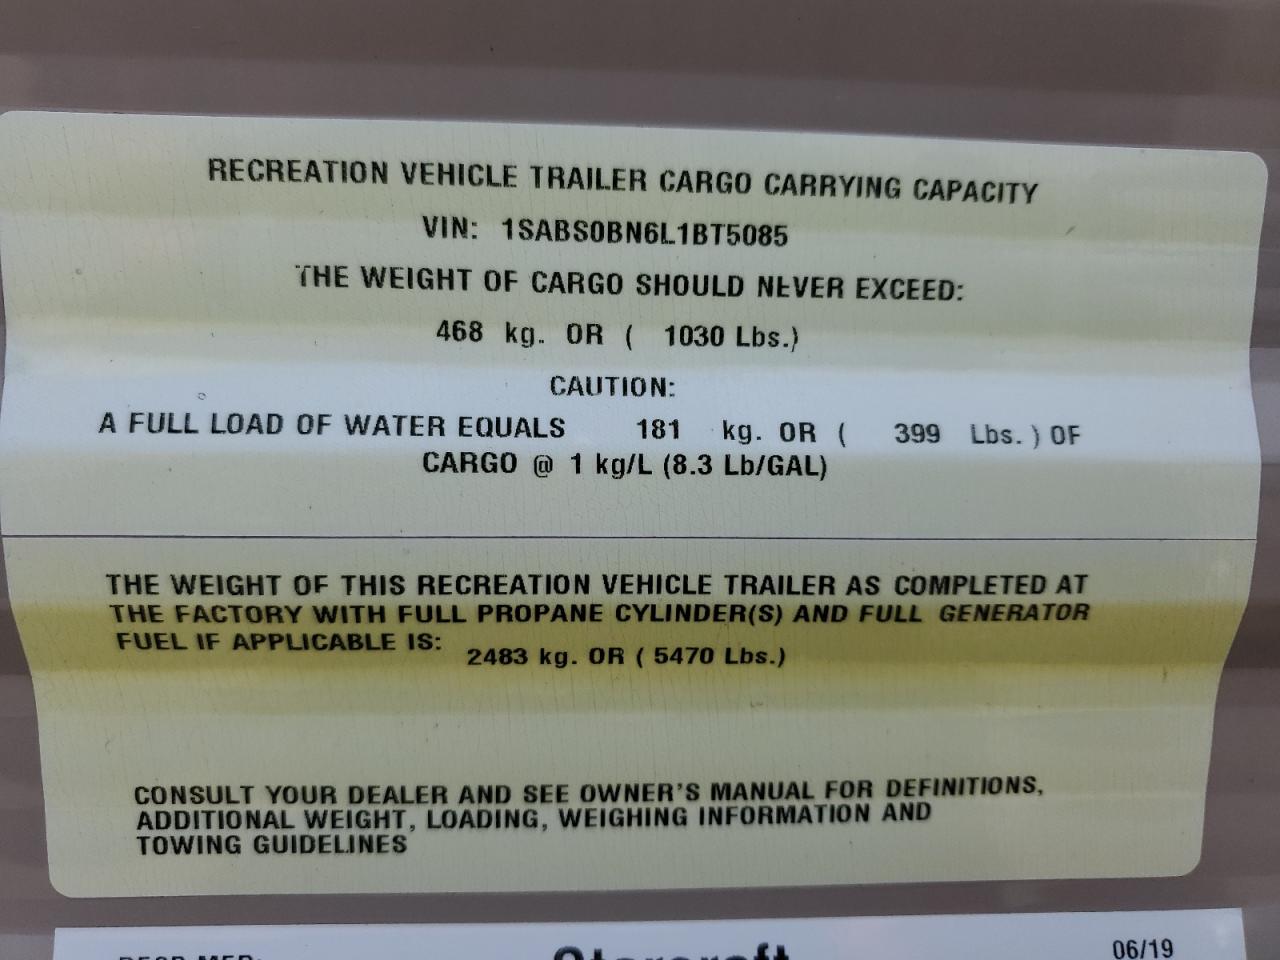 RECREATION VEHICLE TRAILER CARGO CARRYING CAPACITY
VIN: 1SABS0BN6L1BT5085
THE WEIGHT OF CARGO SHOULD NEVER EXCEED:
468 kg. OR ( 1030 Lbs.)
CAUTION:
A FULL LOAD OF WATER EQUALS 181 kg. OR ( 399 Lbs. ) OF
CARGO @ 1 kg/L (8.3 Lb/GAL)
THE WEIGHT OF THIS RECREATION VEHICLE TRAILER AS COMPLETED AT
THE FACTORY WITH FULL PROPANE CYLINDER(S) AND FULL GENERATOR
FUEL IF APPLICABLE IS: 2483 kg. OR ( 5470 Lbs.)
CONSULT YOUR DEALER AND SEE OWNER'S MANUAL FOR DEFINITIONS,
ADDITIONAL WEIGHT, LOADING, WEIGHING INFORMATION AND
TOWING GUIDELINES
Starcraft 06/19